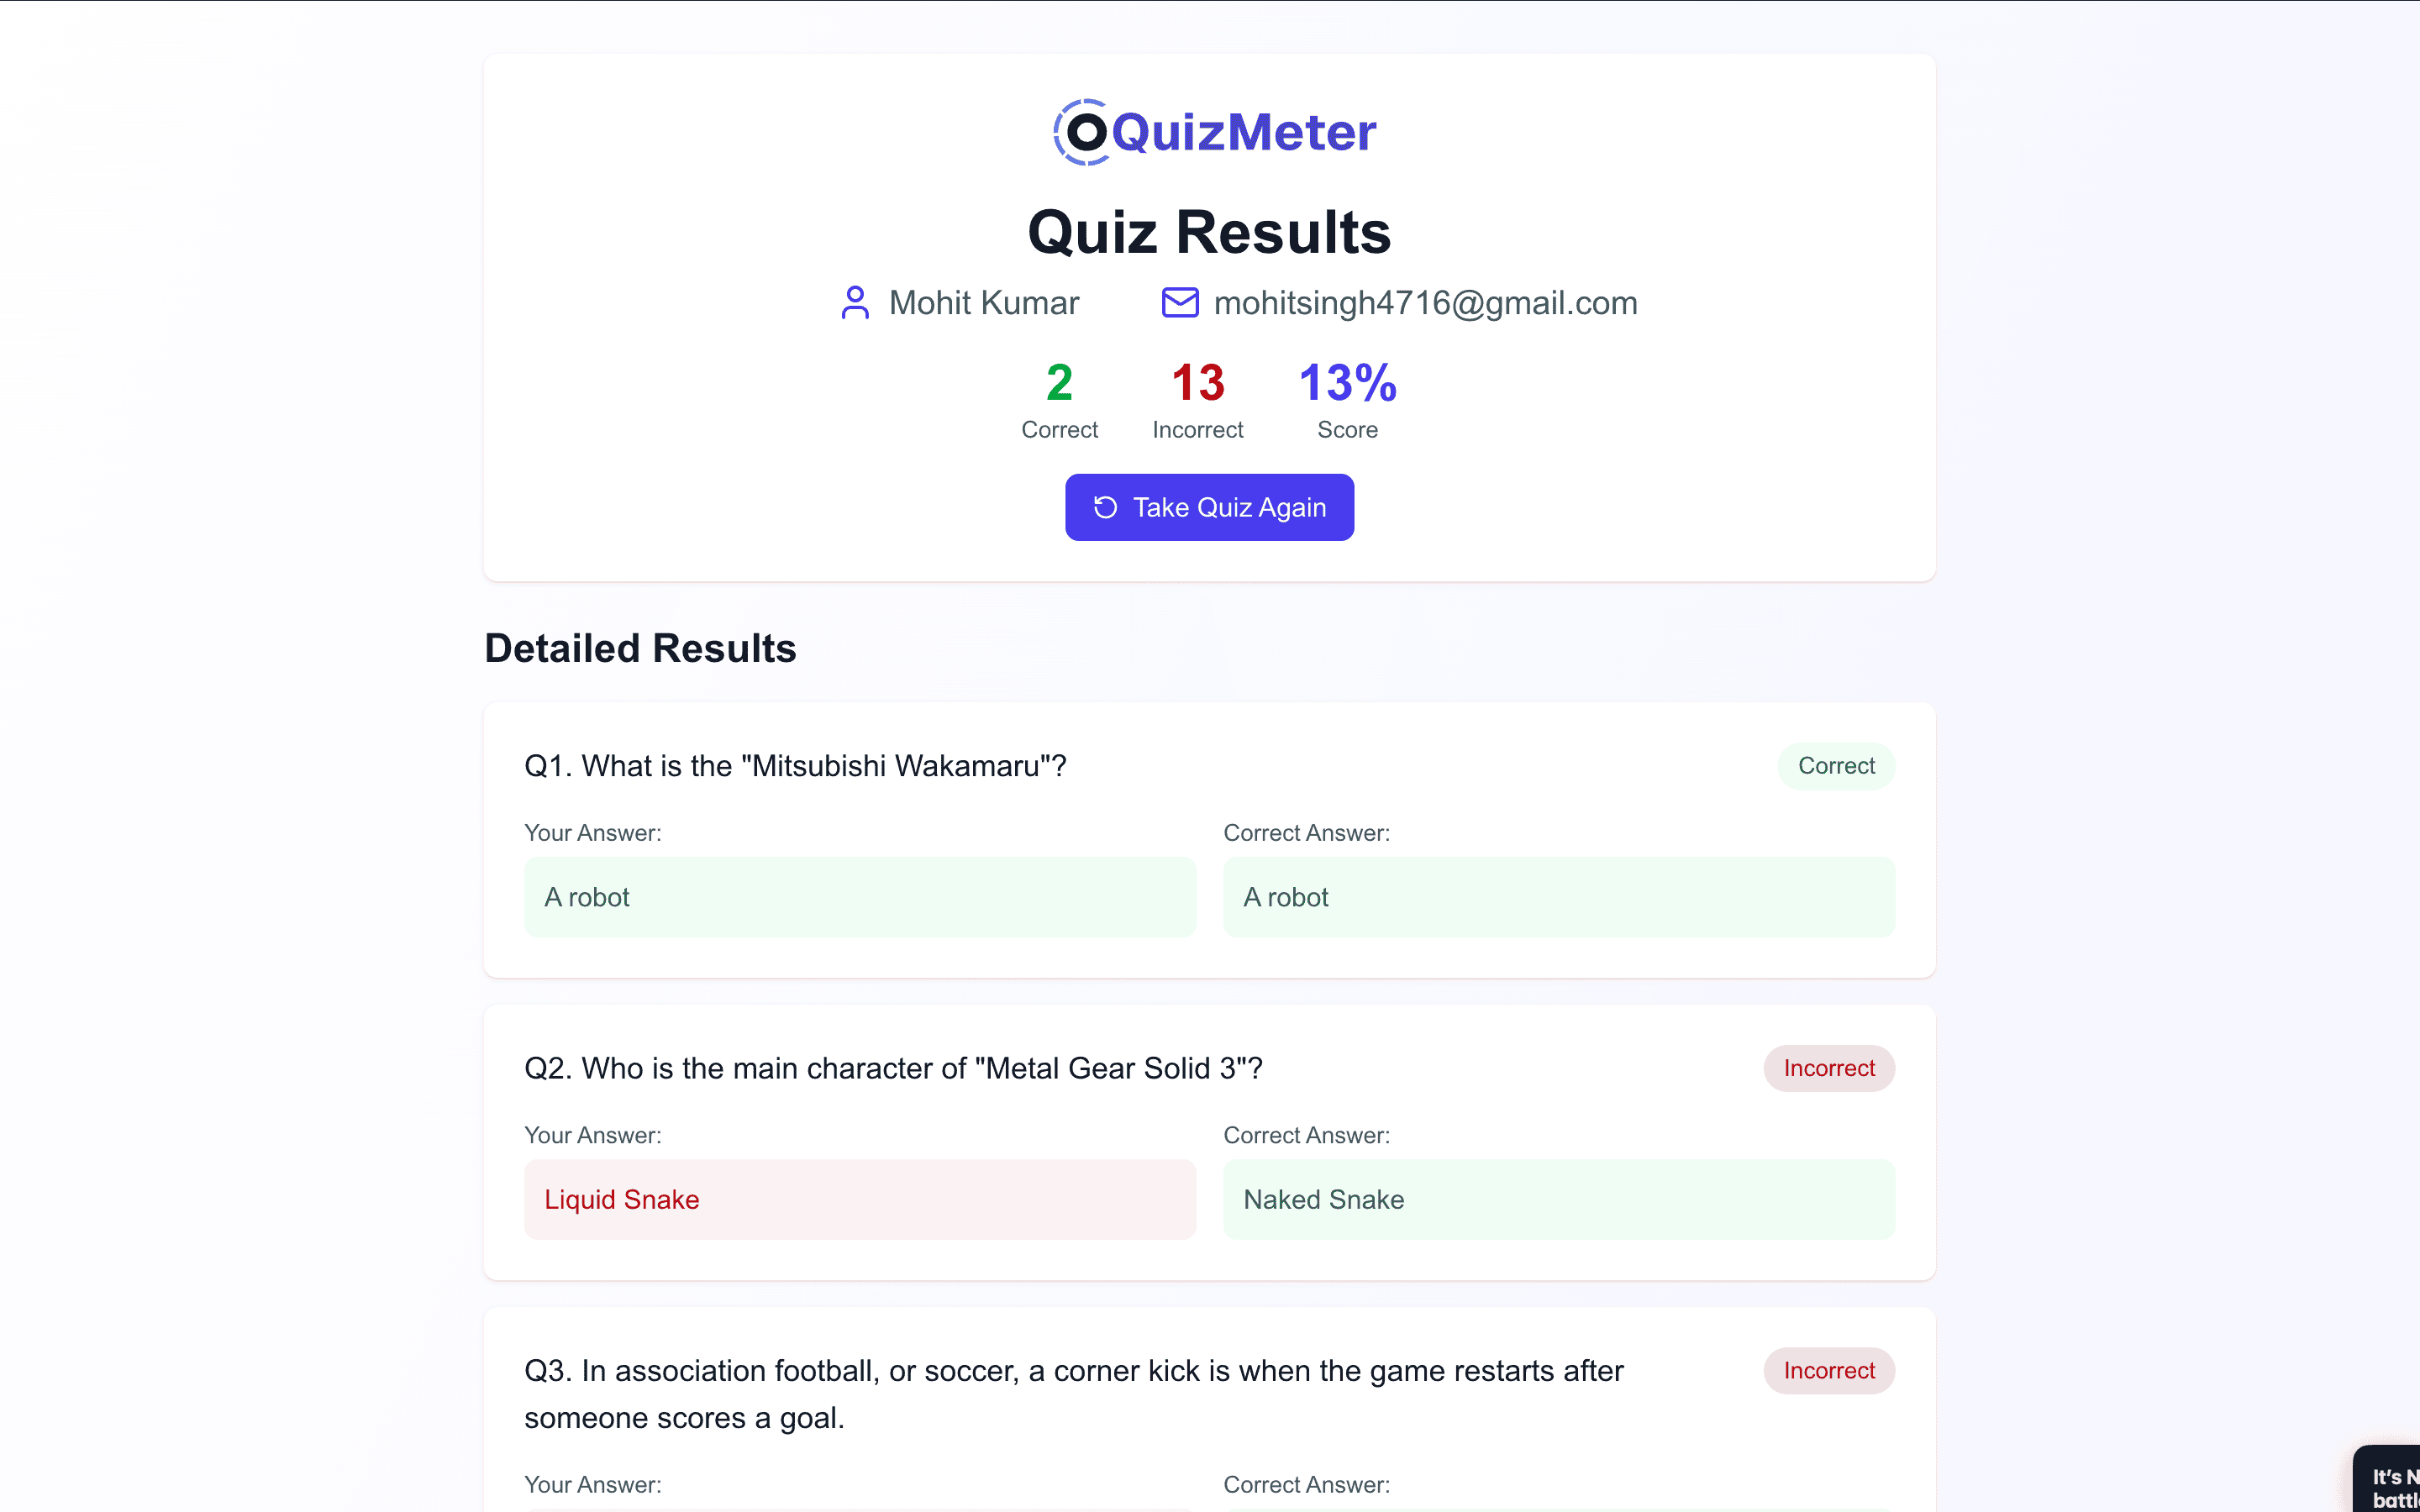 QuizMeter
Quiz Results
Mohit Kumar
mohitsingh4716@gmail.com
2
13
13%
Correct
Incorrect
Score
Take Quiz Again
Detailed Results
Q1. What is the "Mitsubishi Wakamaru"?
Correct
Your Answer:
Correct Answer:
A robot
A robot
Q2. Who is the main character of "Metal Gear Solid 3"?
Incorrect
Your Answer:
Correct Answer:
Liquid Snake
Naked Snake
Q3. In association football, or soccer, a corner kick is when the game restarts after
someone scores a goal.
Incorrect
Your Answer:
Correct Answer:
It's